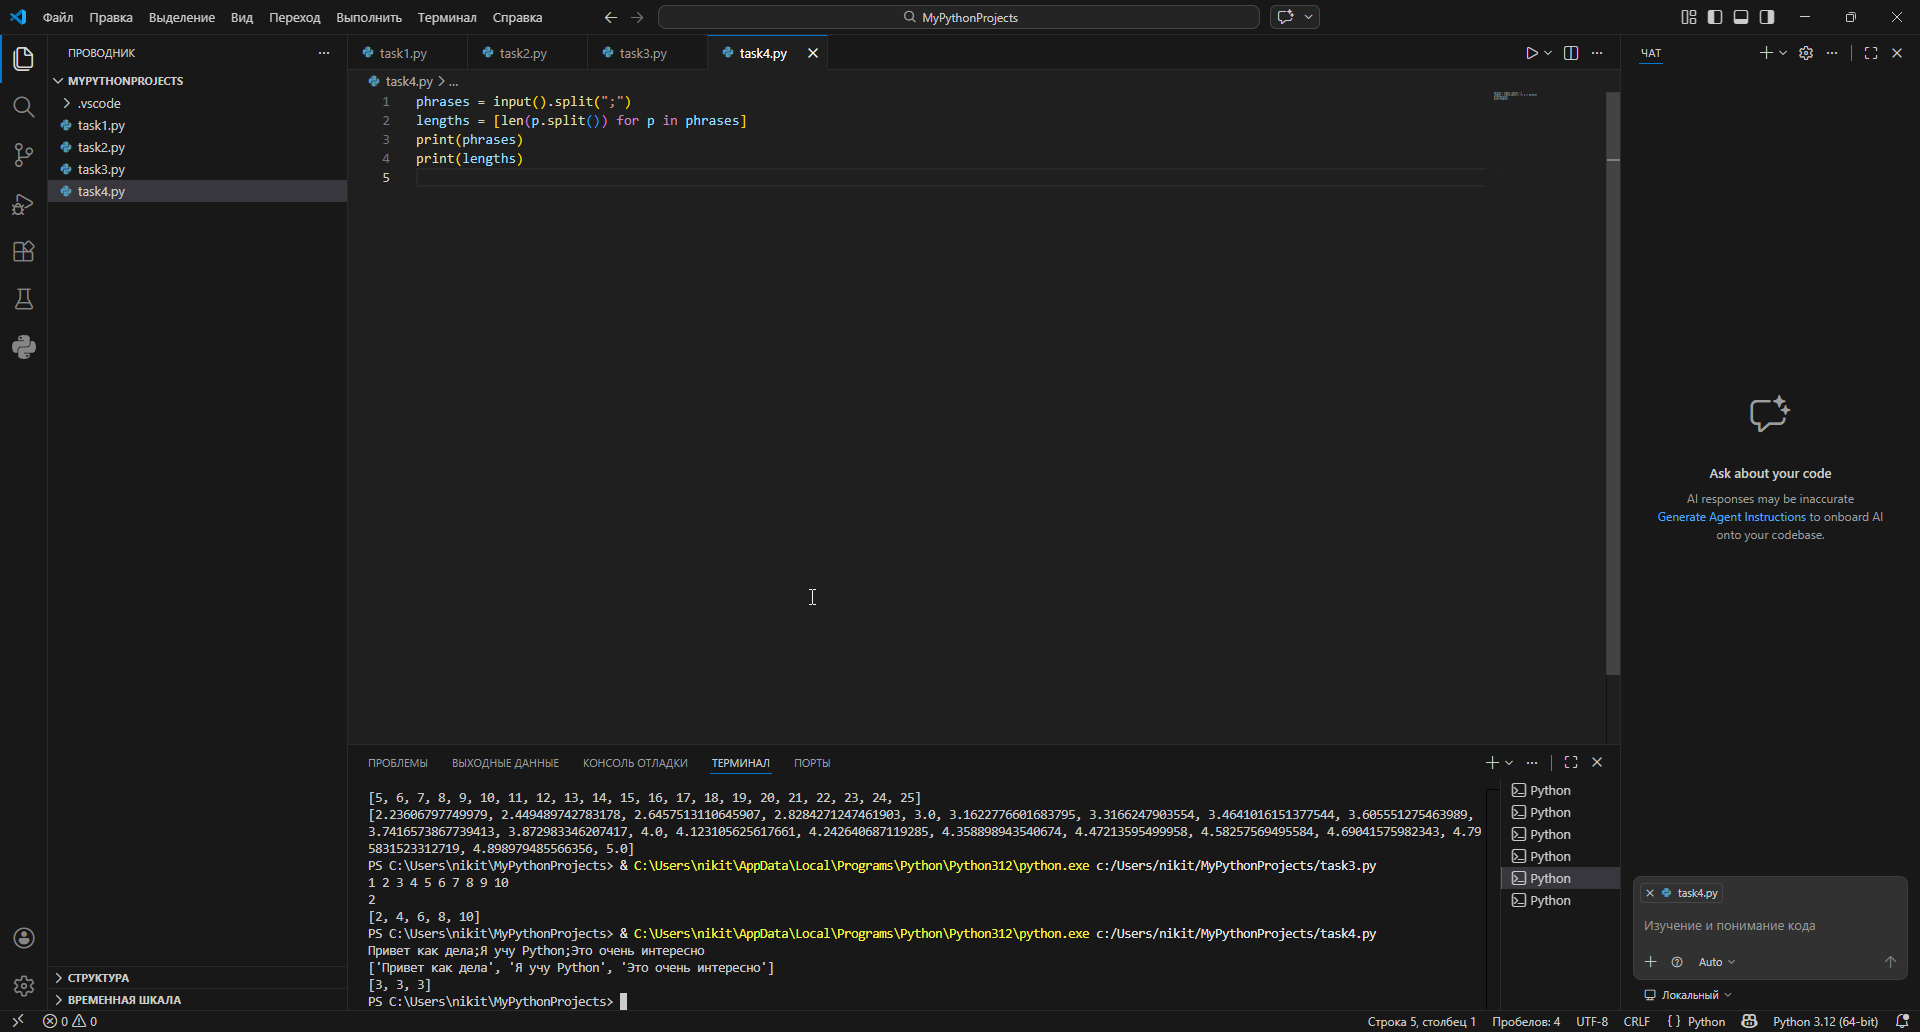 Файл Правка Выделение Вид Переход Выполнить Терминал Справка MyPythonProjects
ПРОВОДНИК
MYPYTHONPROJECTS
.vscode
task1.py
task2.py
task3.py
task4.py
СТРУКТУРА
ВРЕМЕННАЯ ШКАЛА
task1.py task2.py task3.py task4.py
task4.py > ...
1 phrases = input().split(";")
2 lengths = [len(p.split()) for p in phrases]
3 print(phrases)
4 print(lengths)
5
ПРОБЛЕМЫ ВЫХОДНЫЕ ДАННЫЕ КОНСОЛЬ ОТЛАДКИ ТЕРМИНАЛ ПОРТЫ
[5, 6, 7, 8, 9, 10, 11, 12, 13, 14, 15, 16, 17, 18, 19, 20, 21, 22, 23, 24, 25]
[2.23606797749979, 2.449489742783178, 2.6457513110645907, 2.8284271247461903, 3.0, 3.1622776601683795, 3.3166247903554, 3.4641016151377544, 3.605551275463989,
3.7416573867739413, 3.872983346207417, 4.0, 4.123105625617661, 4.242640687119285, 4.358898943540674, 4.47213595499958, 4.58257569495584, 4.69041575982343, 4.79
5831523312719, 4.898979485566356, 5.0]
PS C:\Users\nikit\MyPythonProjects> & C:\Users\nikit\AppData\Local\Programs\Python\Python312\python.exe c:/Users/nikit/MyPythonProjects/task3.py
1 2 3 4 5 6 7 8 9 10
2
[2, 4, 6, 8, 10]
PS C:\Users\nikit\MyPythonProjects> & C:\Users\nikit\AppData\Local\Programs\Python\Python312\python.exe c:/Users/nikit/MyPythonProjects/task4.py
Привет как дела;Я учу Python;Это очень интересно
['Привет как дела', 'Я учу Python', 'Это очень интересно']
[3, 3, 3]
PS C:\Users\nikit\MyPythonProjects>
Python
Python
Python
Python
Python
Python
ЧАТ
Ask about your code
AI responses may be inaccurate
Generate Agent Instructions to onboard AI
onto your codebase.
task4.py
Изучение и понимание кода
Auto
Локальный
0 0 Строка 5, столбец 1 Пробелов: 4 UTF-8 CRLF { } Python Python 3.12 (64-bit)